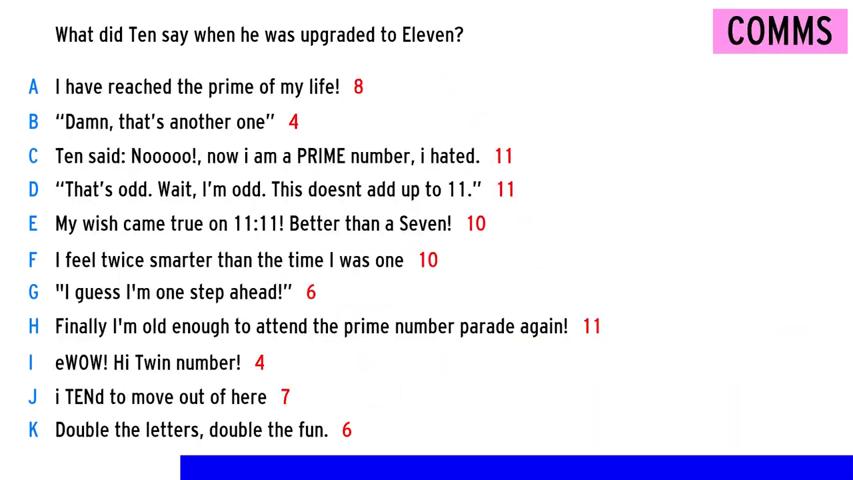 What did Ten say when he was upgraded to Eleven?
COMMS
A I have reached the prime of my life! 8
B “Damn, that’s another one” 4
C Ten said: Nooooo!, now i am a PRIME number, i hated. 11
D “That’s odd. Wait, I’m odd. This doesnt add up to 11.” 11
E My wish came true on 11:11! Better than a Seven! 10
F I feel twice smarter than the time I was one 10
G "I guess I'm one step ahead!” 6
H Finally I'm old enough to attend the prime number parade again! 11
I eWOW! Hi Twin number! 4
J i TENd to move out of here 7
K Double the letters, double the fun. 6